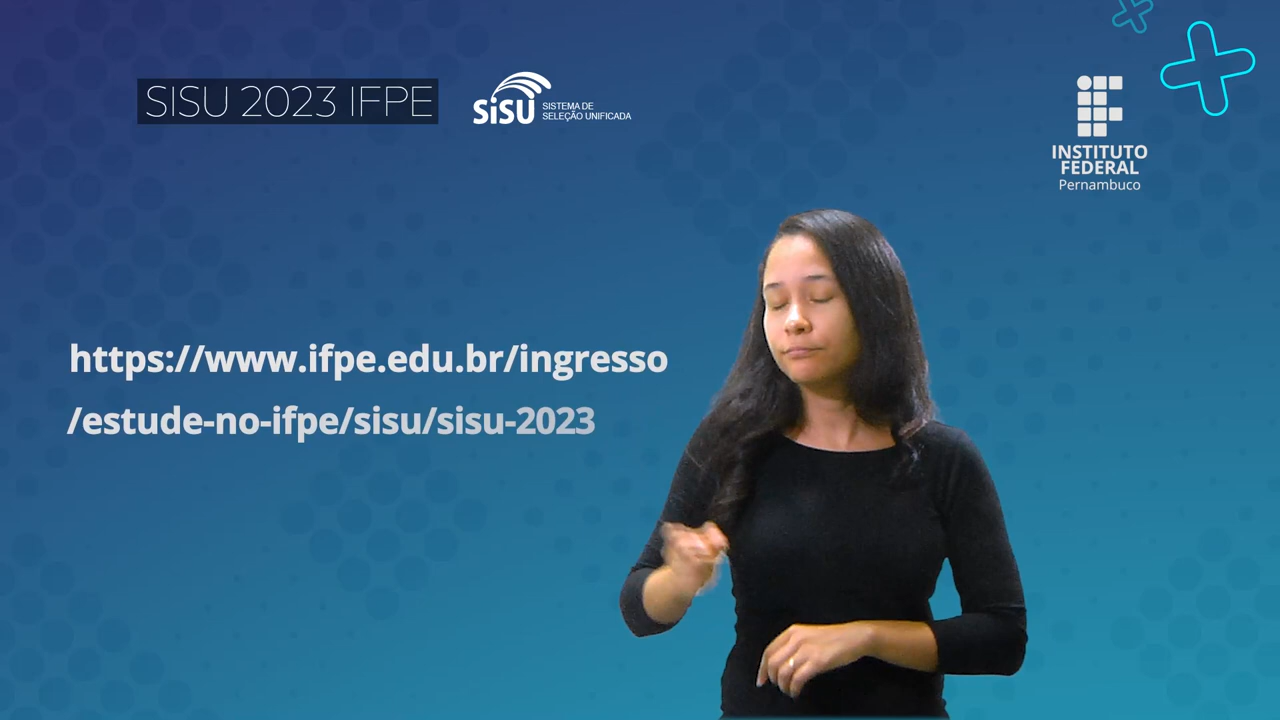 SISU 2023 IFPE
sisu
SISTEMA DE
SELEÇÃO UNIFICADA
INSTITUTO
FEDERAL
Pernambuco
https://www.ifpe.edu.br/ingresso
/estude-no-ifpe/sisu/sisu-2023